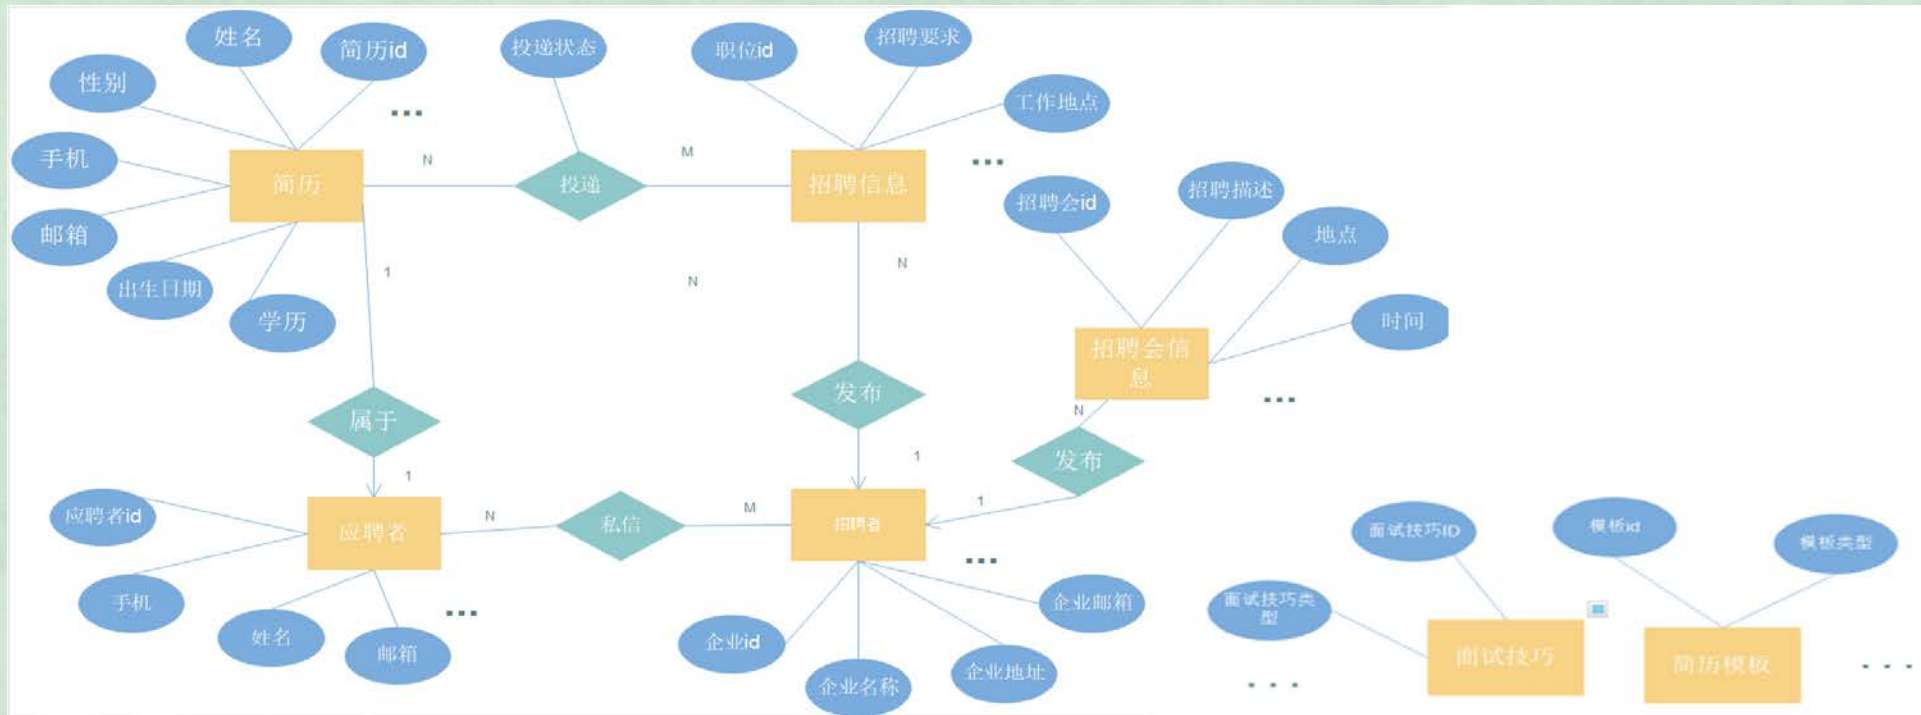 姓名
简历id
投递状态
职位id
招聘要求
性别
工作地点
...
手机
N
M
...
简历
投递
招聘信息
招聘会id
招聘描述
邮箱
地点
1
N
N
出生日期
学历
时间
招聘会信
息
发布
...
属于
N
发布
1
1
应聘者id
N
M
1
应聘者
私信
招聘者
面试技巧ID
模板id
模板类型
...
手机
姓名
...
邮箱
企业id
企业名称
企业地址
企业邮箱
面试技巧类
型
面试技巧
简历模板
...
...